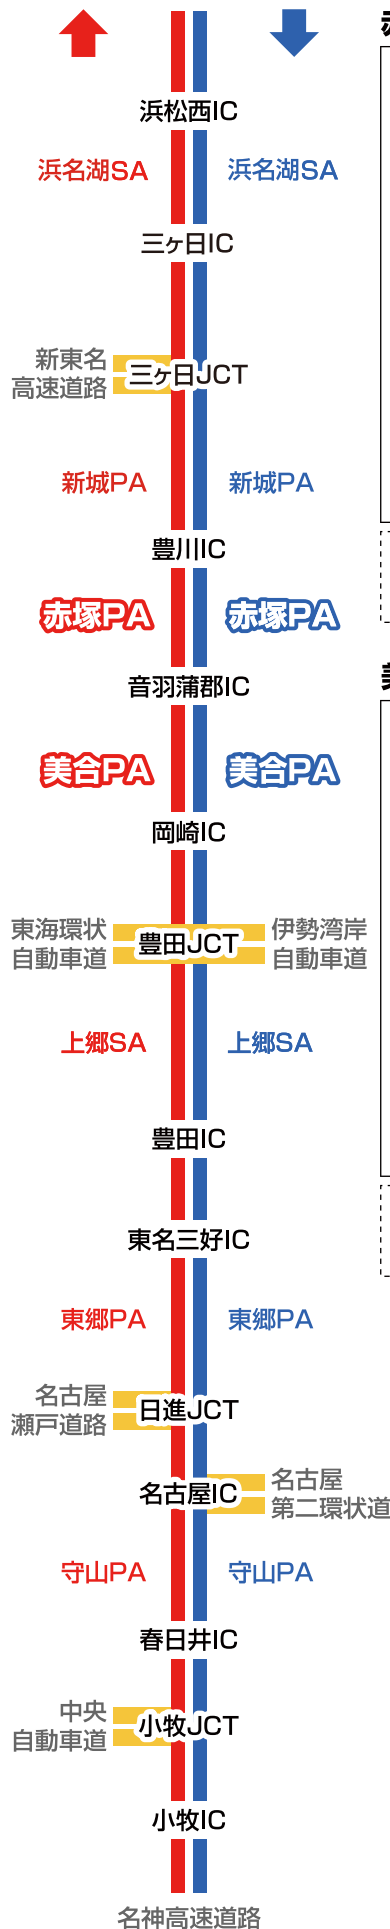 浜松西IC
浜名湖SA 浜名湖SA
三ヶ日IC
新東名
高速道路
三ヶ日JCT
新城PA 新城PA
豊川IC
赤塚PA 赤塚PA
音羽蒲郡IC
美合PA 美合PA
岡崎IC
東海環状
自動車道
豊田JCT
伊勢湾岸
自動車道
上郷SA 上郷SA
豊田IC
東名三好IC
東郷PA 東郷PA
名古屋
瀬戸道路
日進JCT
名古屋IC
名古屋
第二環状道
守山PA 守山PA
春日井IC
中央
自動車道
小牧JCT
小牧IC
名神高速道路